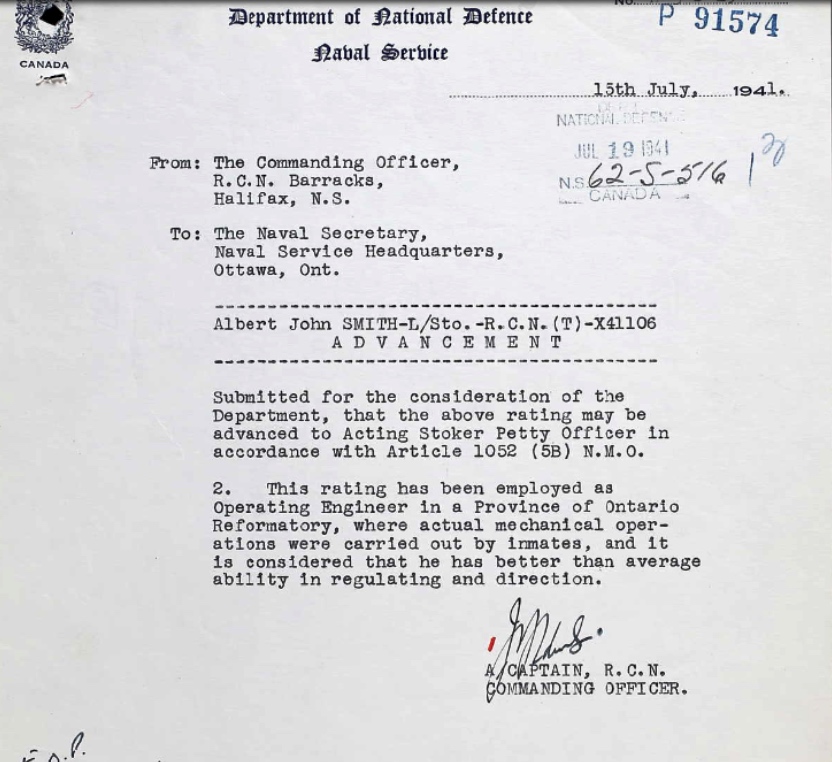 P 91574
Department of National Defence
Naval Service
CANADA
15th July, 1941.
NATIONAL DEFENCE
JUL 19 1941
N.S. 62-5-516
CANADA
From: The Commanding Officer,
R.C.N. Barracks,
Halifax, N.S.
To: The Naval Secretary,
Naval Service Headquarters,
Ottawa, Ont.
Albert John SMITH-L/Sto.-R.C.N.(T)-X41106
A D V A N C E M E N T
Submitted for the consideration of the
Department, that the above rating may be
advanced to Acting Stoker Petty Officer in
accordance with Article 1052 (5B) N.M.O.
2. This rating has been employed as
Operating Engineer in a Province of Ontario
Reformatory, where actual mechanical oper-
ations were carried out by inmates, and it
is considered that he has better than average
ability in regulating and direction.
A/CAPTAIN, R.C.N.
COMMANDING OFFICER.